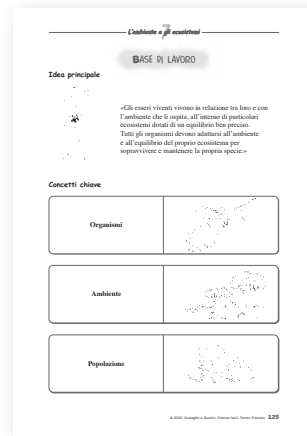 7
L'ambiente e gli ecosistemi
BASE DI LAVORO
Idea principale
«Gli esseri viventi vivono in relazione tra loro e con
l'ambiente che li ospita, all'interno di particolari
ecosistemi dotati di un equilibrio ben preciso.
Tutti gli organismi devono adattarsi all'ambiente
e all'equilibrio del proprio ecosistema per
sopravvivere e mantenere la propria specie.»
Concetti chiave
Organismi
Ambiente
Popolazione
125